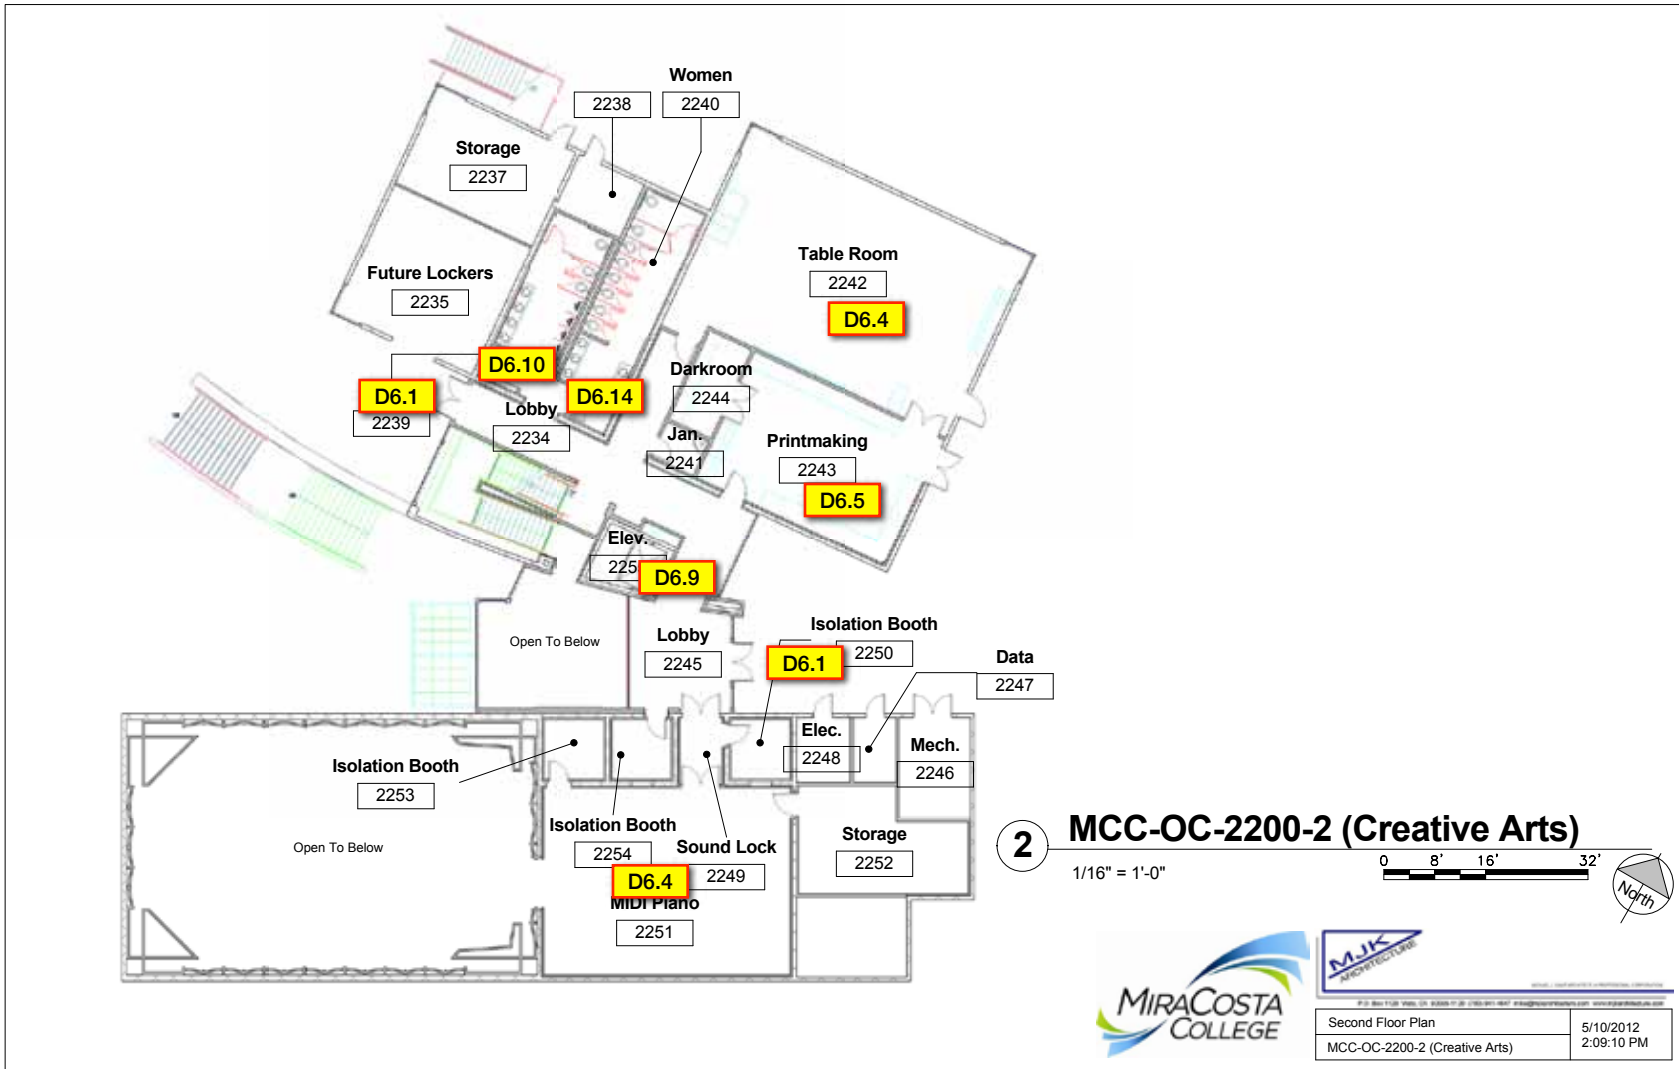 Women
2238
2240
Storage
2237
Future Lockers
2235
Table Room
2242
D6.4
D6.10
D6.1
2239
D6.14
Lobby
2234
Darkroom
2244
Jan.
2241
Printmaking
2243
D6.5
Elev.
225
D6.9
Open To Below
Lobby
2245
Isolation Booth
2250
D6.1
Data
2247
Elec.
2248
Mech.
2246
Isolation Booth
2253
Open To Below
Isolation Booth
2254
Sound Lock
2249
D6.4
MIDI Piano
2251
Storage
2252
2
MCC-OC-2200-2 (Creative Arts)
1/16" = 1'-0"
0 8' 16' 32'
North
MIRACOSTA
COLLEGE
MJK
ARCHITECTURE
Second Floor Plan
MCC-OC-2200-2 (Creative Arts)
5/10/2012
2:09:10 PM